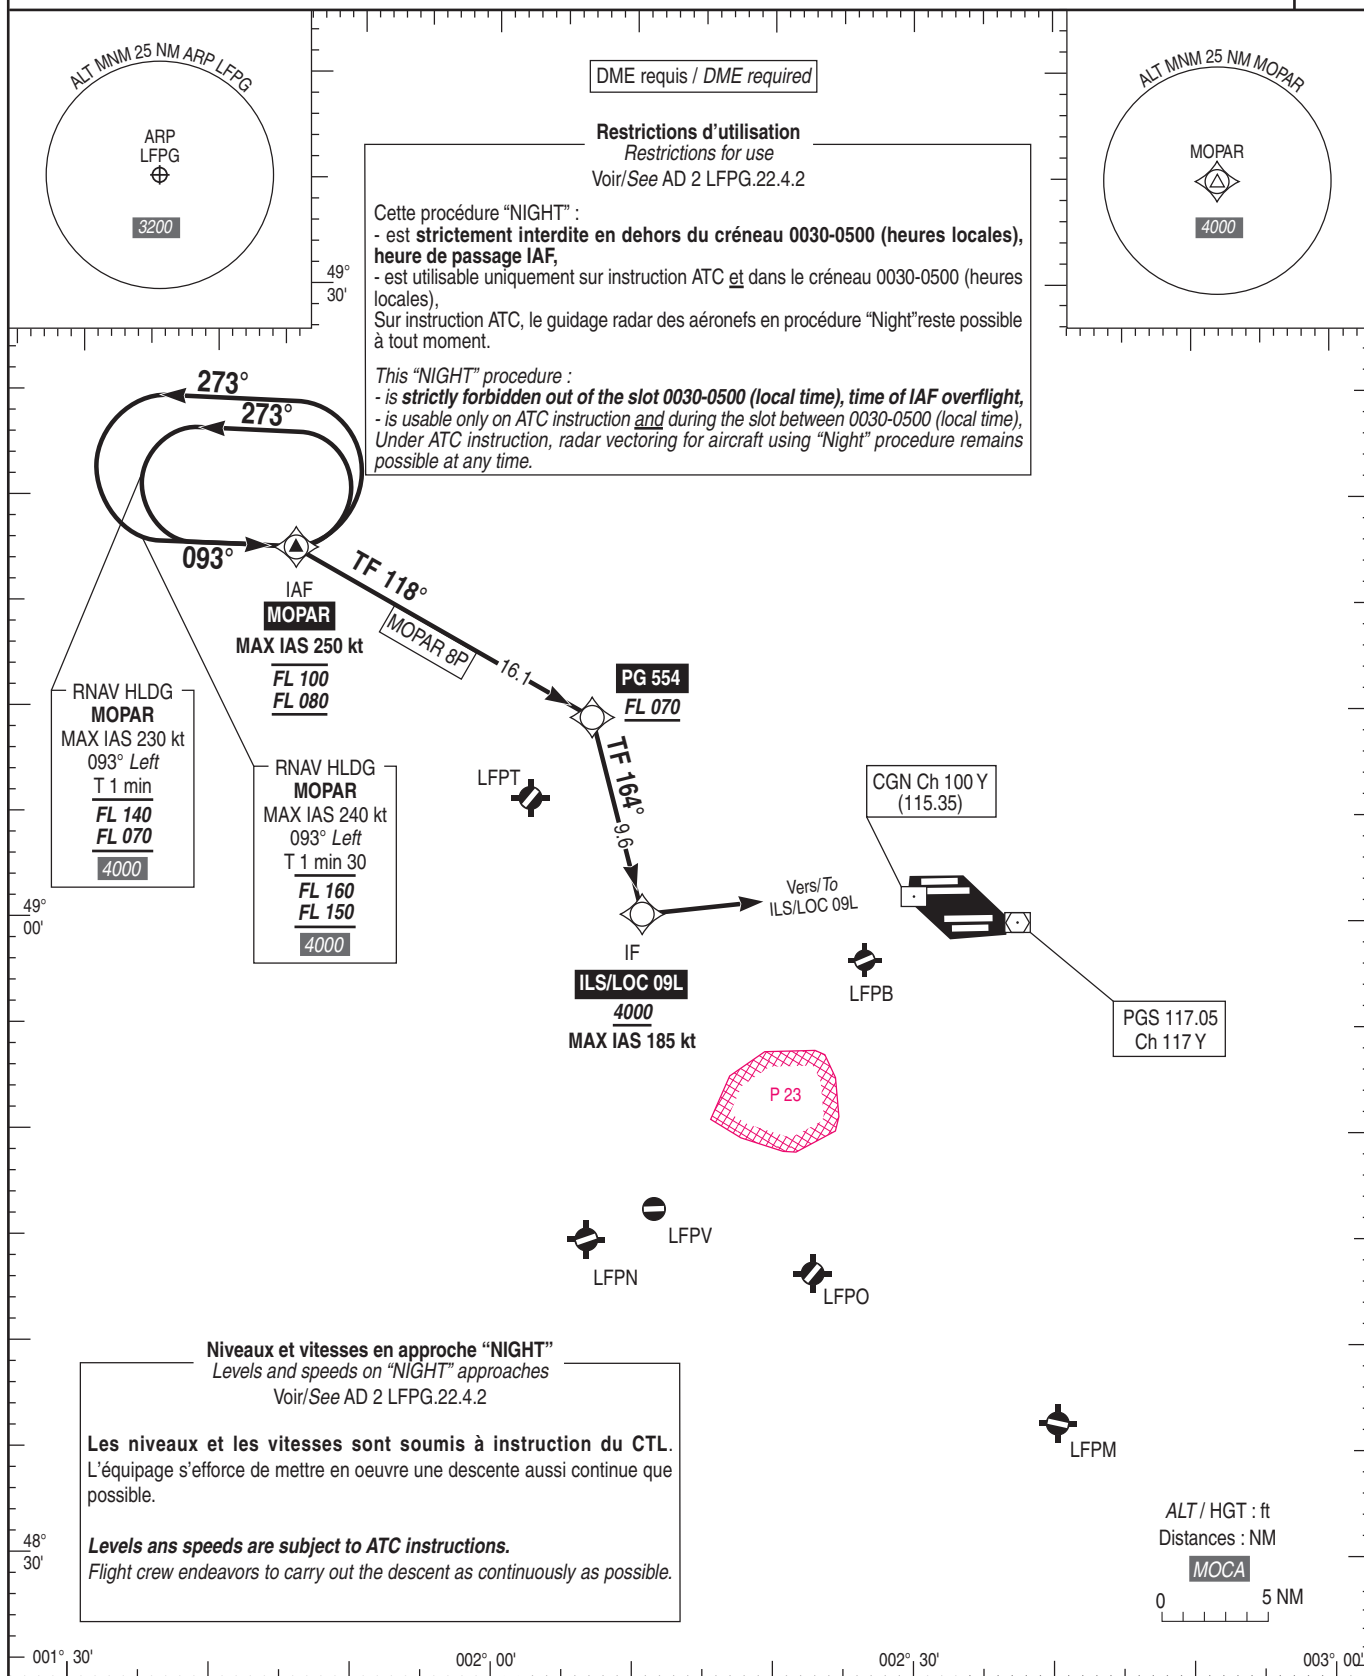 ALT MNM 25 NM ARP LFPG
ARP
LFPG
3200
DME requis / DME required
ALT MNM 25 NM MOPAR
MOPAR
4000
Restrictions d'utilisation
Restrictions for use
Voir/See AD 2 LFPG.22.4.2
Cette procédure “NIGHT” :
- est strictement interdite en dehors du créneau 0030-0500 (heures locales),
heure de passage IAF,
- est utilisable uniquement sur instruction ATC et dans le créneau 0030-0500 (heures
locales),
Sur instruction ATC, le guidage radar des aéronefs en procédure “Night”reste possible
à tout moment.
This “NIGHT” procedure :
- is strictly forbidden out of the slot 0030-0500 (local time), time of IAF overflight,
- is usable only on ATC instruction and during the slot between 0030-0500 (local time),
Under ATC instruction, radar vectoring for aircraft using “Night” procedure remains
possible at any time.
49°
30'
273°
273°
093°
IAF
MOPAR
MAX IAS 250 kt
FL 100
FL 080
TF 118°
MOPAR 8P
16.1
PG 554
FL 070
RNAV HLDG
MOPAR
MAX IAS 230 kt
093° Left
T 1 min
FL 140
FL 070
4000
RNAV HLDG
MOPAR
MAX IAS 240 kt
093° Left
T 1 min 30
FL 160
FL 150
4000
LFPT
TF 164°
9.6
CGN Ch 100 Y
(115.35)
Vers/To
ILS/LOC 09L
49°
00'
IF
ILS/LOC 09L
4000
MAX IAS 185 kt
LFPB
PGS 117.05
Ch 117 Y
P 23
LFPV
LFPN
LFPO
Niveaux et vitesses en approche “NIGHT”
Levels and speeds on “NIGHT” approaches
Voir/See AD 2 LFPG.22.4.2
Les niveaux et les vitesses sont soumis à instruction du CTL.
L'équipage s'efforce de mettre en oeuvre une descente aussi continue que
possible.
Levels ans speeds are subject to ATC instructions.
Flight crew endeavors to carry out the descent as continuously as possible.
LFPM
ALT / HGT : ft
Distances : NM
MOCA
0 5 NM
48°
30'
001° 30'
002° 00'
002° 30'
003° 00'